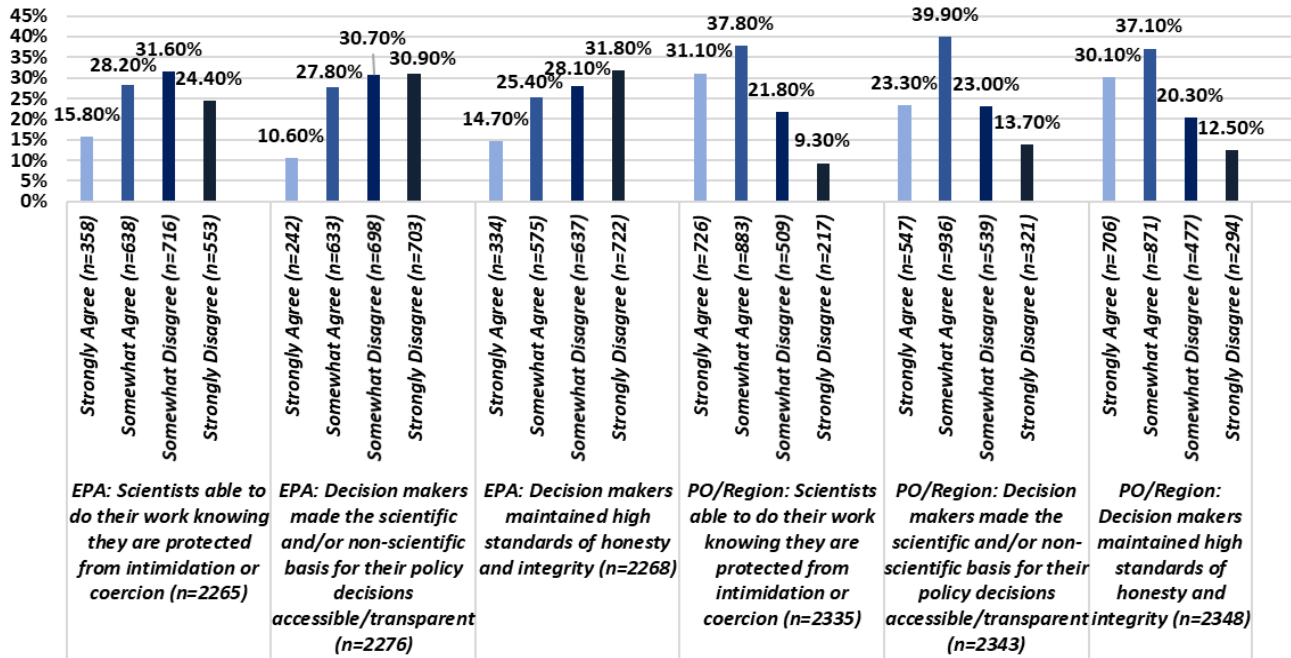 45%
40%
35%
30%
25%
20%
15%
10%
5%
0%
15.80%
28.20%
31.60%
24.40%
10.60%
27.80%
30.70%
30.90%
14.70%
25.40%
28.10%
31.80%
31.10%
37.80%
21.80%
9.30%
23.30%
39.90%
23.00%
13.70%
30.10%
37.10%
20.30%
12.50%
Strongly Agree (n=358)
Somewhat Agree (n=638)
Somewhat Disagree (n=716)
Strongly Disagree (n=553)
Strongly Agree (n=242)
Somewhat Agree (n=633)
Somewhat Disagree (n=698)
Strongly Disagree (n=703)
Strongly Agree (n=334)
Somewhat Agree (n=575)
Somewhat Disagree (n=637)
Strongly Disagree (n=722)
Strongly Agree (n=726)
Somewhat Agree (n=883)
Somewhat Disagree (n=509)
Strongly Disagree (n=217)
Strongly Agree (n=547)
Somewhat Agree (n=936)
Somewhat Disagree (n=539)
Strongly Disagree (n=321)
Strongly Agree (n=706)
Somewhat Agree (n=871)
Somewhat Disagree (n=477)
Strongly Disagree (n=294)
EPA: Scientists able to
do their work knowing
they are protected
from intimidation or
coercion (n=2265)
EPA: Decision makers
made the scientific
and/or non-scientific
basis for their policy
decisions
accessible/transparent
(n=2276)
EPA: Decision makers
maintained high
standards of honesty
and integrity (n=2268)
PO/Region: Scientists
able to do their work
knowing they are
protected from
intimidation or
coercion (n=2335)
PO/Region: Decision
makers made the
scientific and/or non-
scientific basis for their
policy decisions
accessible/transparent
(n=2343)
PO/Region:
Decision makers
maintained high
standards of
honesty and
integrity (n=2348)